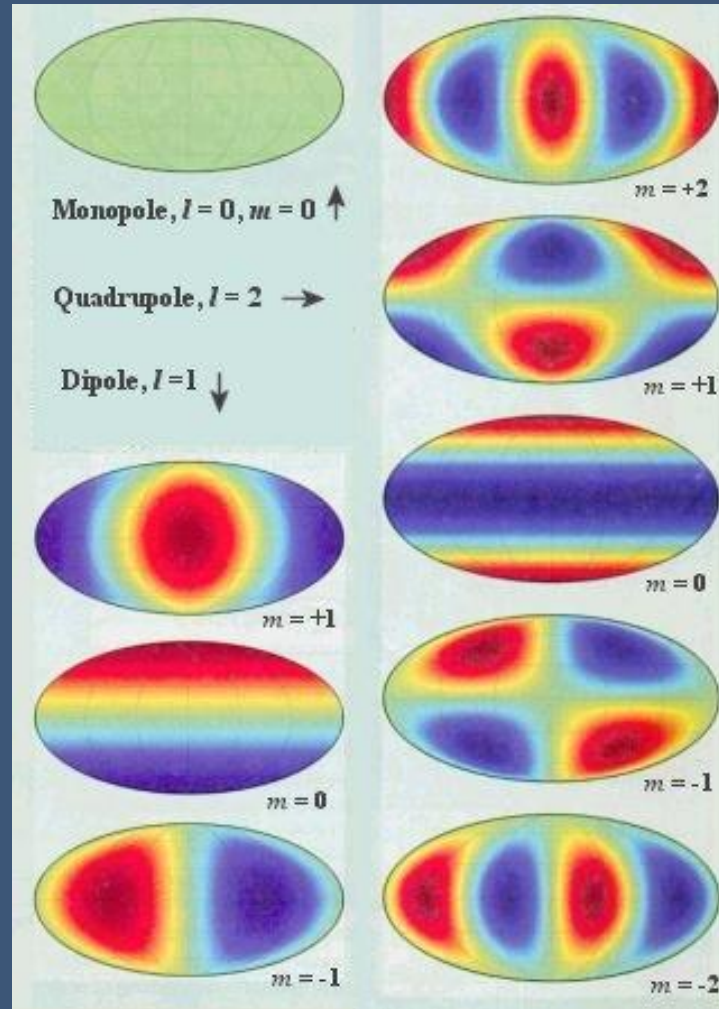 Monopole, l = 0, m = 0 ↑
Quadrupole, l = 2 →
Dipole, l =1 ↓
m = +1
m = 0
m = -1
m = +2
m = +1
m = 0
m = -1
m = -2